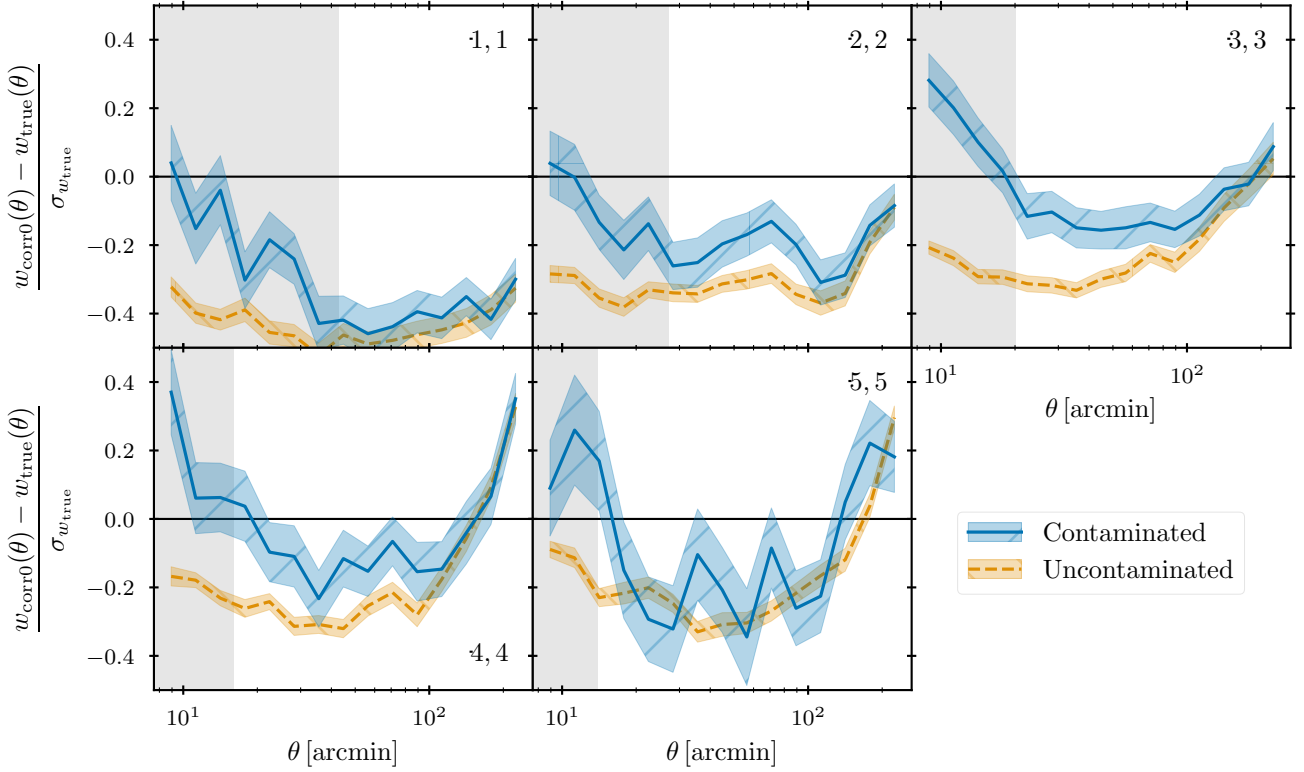 0.4
0.2
0.0
−0.2
−0.4
w_corr0(θ) − w_true(θ)
σ_w_true
1, 1
2, 2
3, 3
10^1
10^2
θ [arcmin]
0.4
0.2
0.0
−0.2
−0.4
w_corr0(θ) − w_true(θ)
σ_w_true
4, 4
5, 5
Contaminated
Uncontaminated
10^1
10^2
10^1
10^2
θ [arcmin]
θ [arcmin]